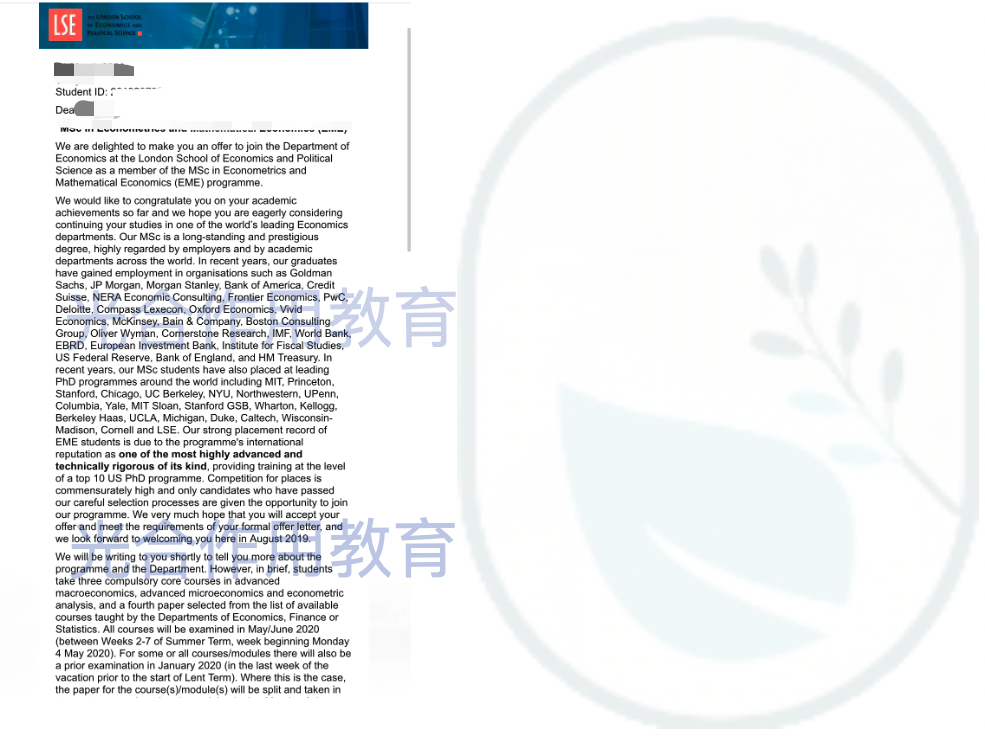 LSE
THE LONDON SCHOOL
OF ECONOMICS AND
POLITICAL SCIENCE
Student ID:
Dea
MSc in Econometrics and Mathematical Economics (EME)
We are delighted to make you an offer to join the Department of
Economics at the London School of Economics and Political
Science as a member of the MSc in Econometrics and
Mathematical Economics (EME) programme.
We would like to congratulate you on your academic
achievements so far and we hope you are eagerly considering
continuing your studies in one of the world's leading Economics
departments. Our MSc is a long-standing and prestigious
degree, highly regarded by employers and by academic
departments across the world. In recent years, our graduates
have gained employment in organisations such as Goldman
Sachs, JP Morgan, Morgan Stanley, Bank of America, Credit
Suisse, NERA Economic Consulting, Frontier Economics, PwC,
Deloitte, Compass Lexecon, Oxford Economics, Vivid
Economics, McKinsey, Bain & Company, Boston Consulting
Group, Oliver Wyman, Cornerstone Research, IMF, World Bank,
EBRD, European Investment Bank, Institute for Fiscal Studies,
US Federal Reserve, Bank of England, and HM Treasury. In
recent years, our MSc students have also placed at leading
PhD programmes around the world including MIT, Princeton,
Stanford, Chicago, UC Berkeley, NYU, Northwestern, UPenn,
Columbia, Yale, MIT Sloan, Stanford GSB, Wharton, Kellogg,
Berkeley Haas, UCLA, Michigan, Duke, Caltech, Wisconsin-
Madison, Cornell and LSE. Our strong placement record of
EME students is due to the programme's international
reputation as one of the most highly advanced and
technically rigorous of its kind, providing training at the level
of a top 10 US PhD programme. Competition for places is
commensurately high and only candidates who have passed
our careful selection processes are given the opportunity to join
our programme. We very much hope that you will accept your
offer and meet the requirements of your formal offer letter, and
we look forward to welcoming you here in August 2019.
We will be writing to you shortly to tell you more about the
programme and the Department. However, in brief, students
take three compulsory core courses in advanced
macroeconomics, advanced microeconomics and econometric
analysis, and a fourth paper selected from the list of available
courses taught by the Departments of Economics, Finance or
Statistics. All courses will be examined in May/June 2020
(between Weeks 2-7 of Summer Term, week beginning Monday
4 May 2020). For some or all courses/modules there will also be
a prior examination in January 2020 (in the last week of the
vacation prior to the start of Lent Term). Where this is the case,
the paper for the course(s)/module(s) will be split and taken in
光合作用教育
光合作用教育